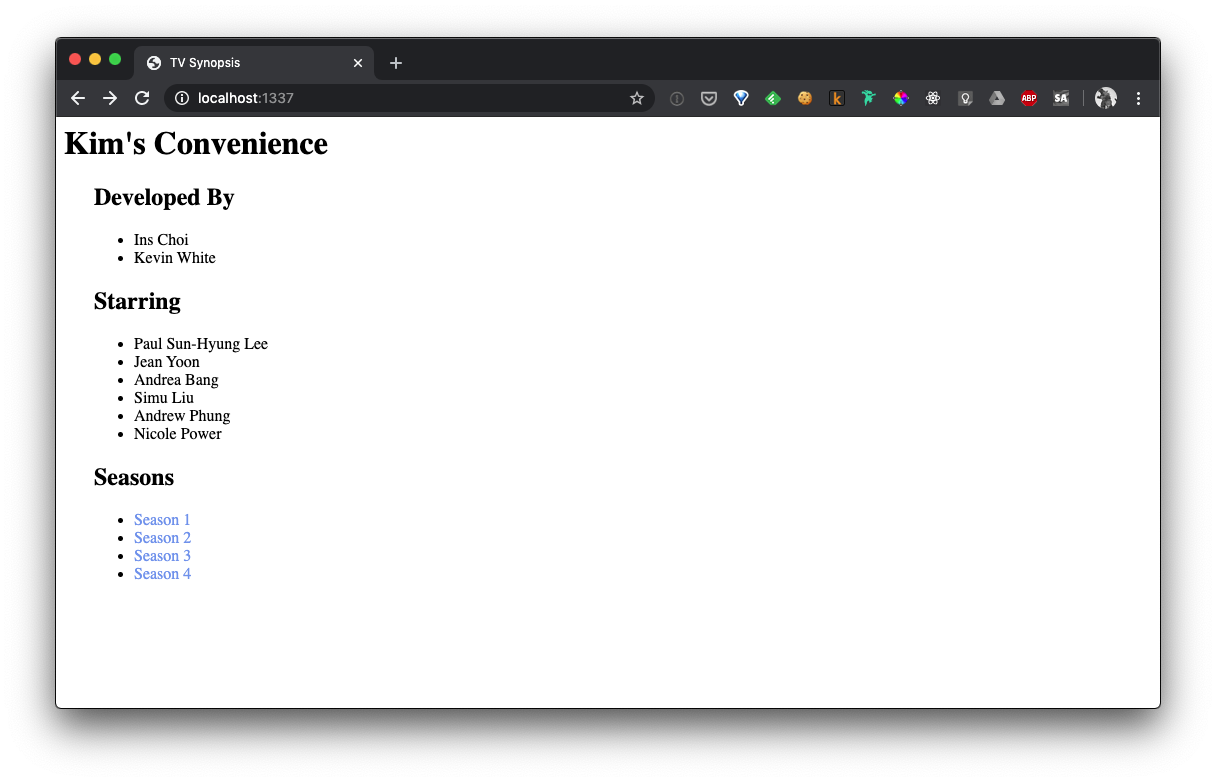 TV Synopsis
localhost:1337
k
ABP
SA
Kim's Convenience
Developed By
Ins Choi
Kevin White
Starring
Paul Sun-Hyung Lee
Jean Yoon
Andrea Bang
Simu Liu
Andrew Phung
Nicole Power
Seasons
Season 1
Season 2
Season 3
Season 4